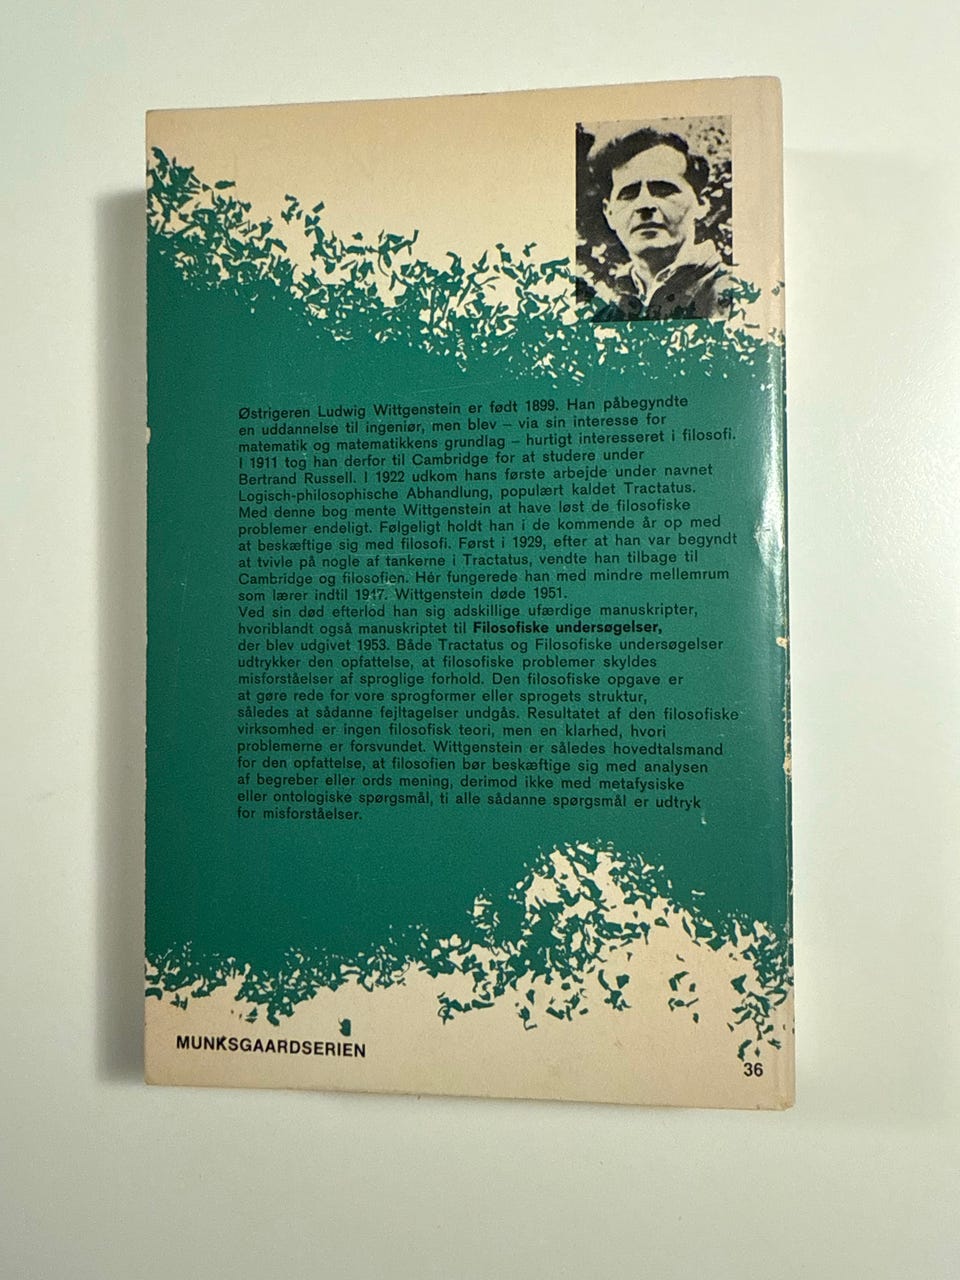 Østrigeren Ludwig Wittgenstein er født 1899. Han påbegyndte
en uddannelse til ingeniør, men blev – via sin interesse for
matematik og matematikkens grundlag – hurtigt interesseret i filosofi.
I 1911 tog han derfor til Cambridge for at studere under
Bertrand Russell. I 1922 udkom hans første arbejde under navnet
Logisch-philosophische Abhandlung, populært kaldet Tractatus.
Med denne bog mente Wittgenstein at have løst de filosofiske
problemer endeligt. Følgeligt holdt han i de kommende år op med
at beskæftige sig med filosofi. Først i 1929, efter at han var begyndt
at tvivle på nogle af tankerne i Tractatus, vendte han tilbage til
Cambridge og filosofien. Hér fungerede han med mindre mellemrum
som lærer indtil 1947. Wittgenstein døde 1951.
Ved sin død efterlod han sig adskillige ufærdige manuskripter,
hvoriblandt også manuskriptet til Filosofiske undersøgelser,
der blev udgivet 1953. Både Tractatus og Filosofiske undersøgelser
udtrykker den opfattelse, at filosofiske problemer skyldes
misforståelser af sproglige forhold. Den filosofiske opgave er
at gøre rede for vore sprogformer eller sprogets struktur,
således at sådanne fejltagelser undgås. Resultatet af den filosofiske
virksomhed er ingen filosofisk teori, men en klarhed, hvori
problemerne er forsvundet. Wittgenstein er således hovedtalsmand
for den opfattelse, at filosofien bør beskæftige sig med analysen
af begreber eller ords mening, derimod ikke med metafysiske
eller ontologiske spørgsmål, ti alle sådanne spørgsmål er udtryk
for misforståelser.
MUNKSGAARDSERIEN
36